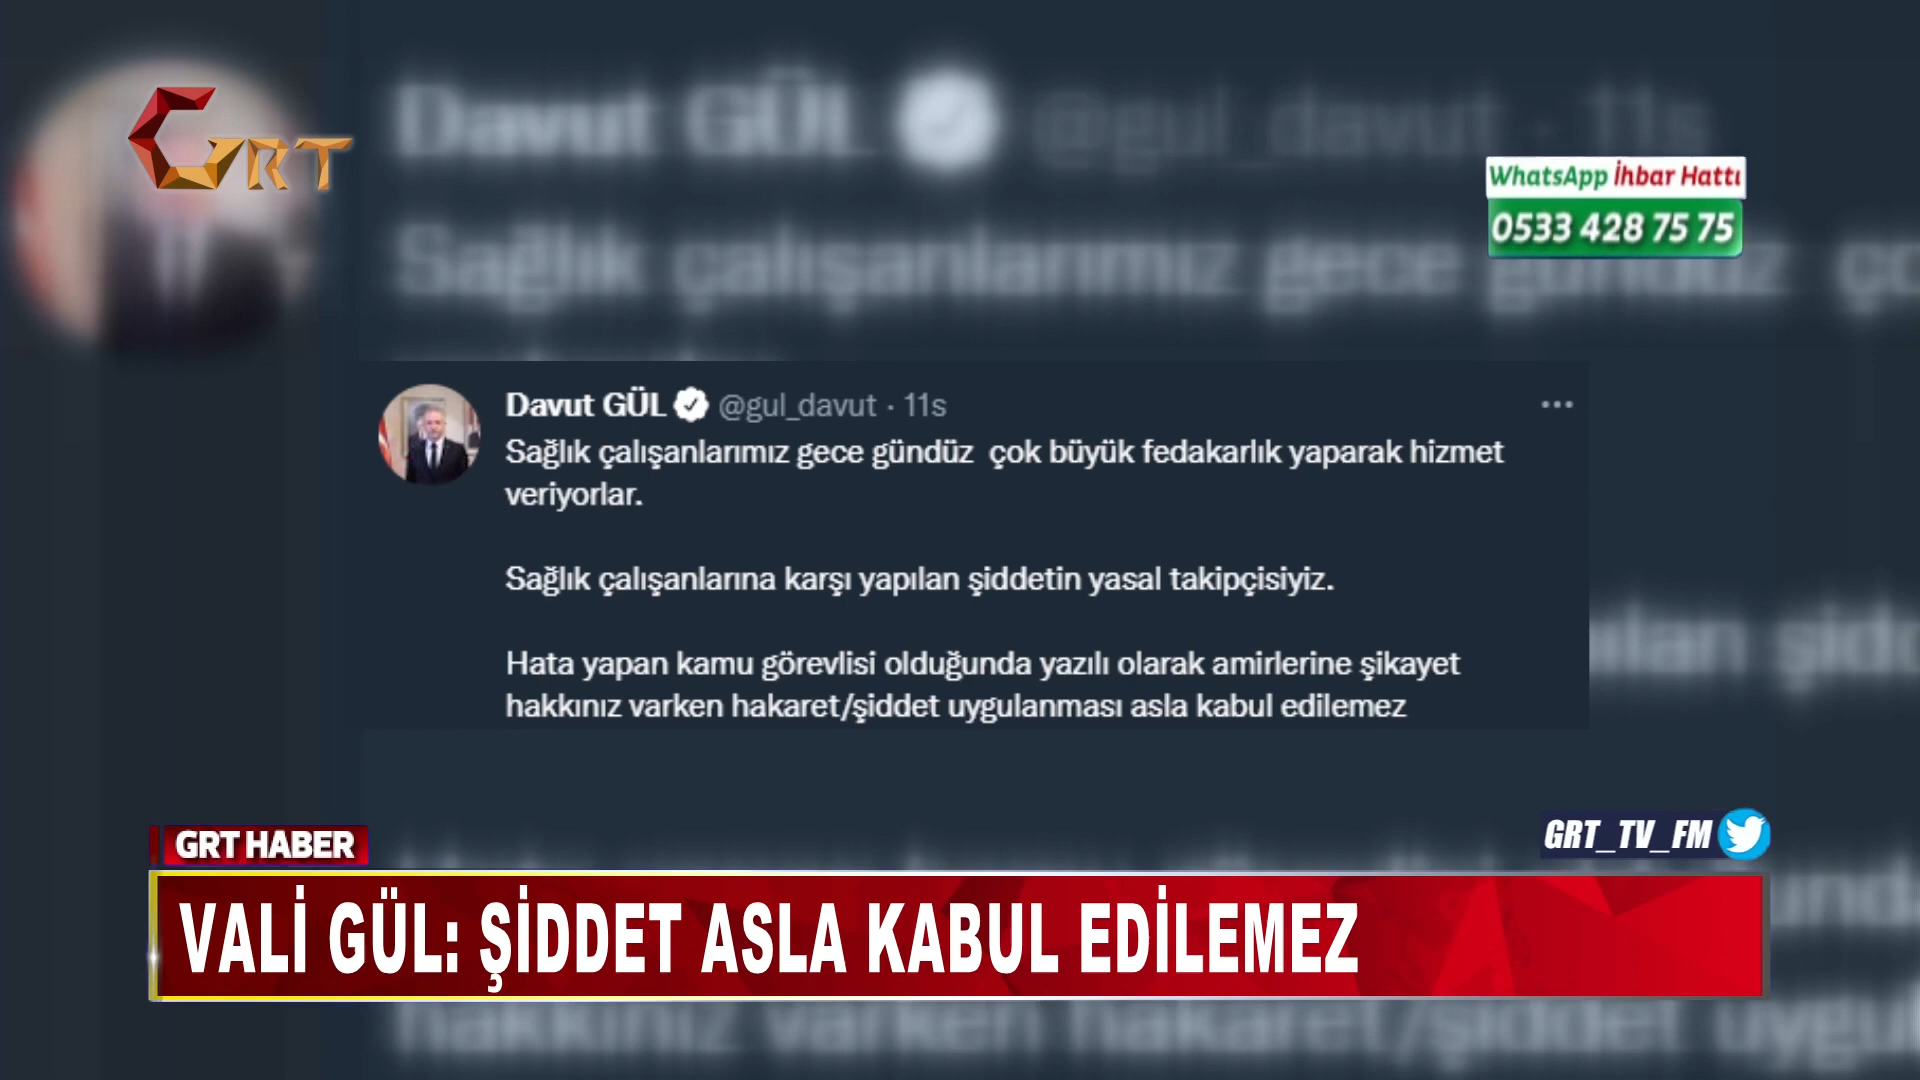 GRT
WhatsApp İhbar Hattı
0533 428 75 75
Davut GÜL @gul_davut · 11s
Sağlık çalışanlarımız gece gündüz  çok büyük fedakarlık yaparak hizmet
veriyorlar.
Sağlık çalışanlarına karşı yapılan şiddetin yasal takipçisiyiz.
Hata yapan kamu görevlisi olduğunda yazılı olarak amirlerine şikayet
hakkınız varken hakaret/şiddet uygulanması asla kabul edilemez
GRT HABER
GRT_TV_FM
VALİ GÜL: ŞİDDET ASLA KABUL EDİLEMEZ